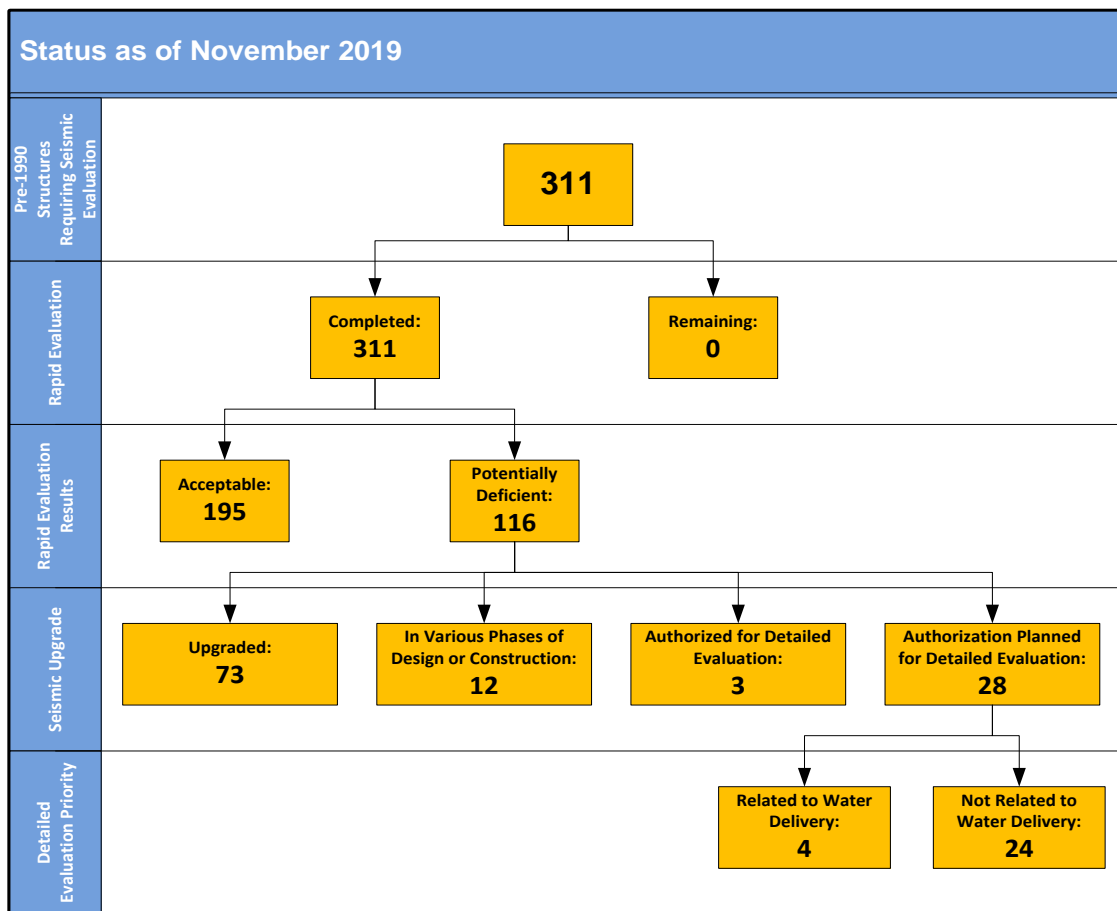 Status as of November 2019
Pre-1990
Structures
Requiring Seismic
Evaluation
311
Rapid Evaluation
Completed:
311
Remaining:
0
Rapid Evaluation
Results
Acceptable:
195
Potentially
Deficient:
116
Seismic Upgrade
Upgraded:
73
In Various Phases of
Design or Construction:
12
Authorized for Detailed
Evaluation:
3
Authorization Planned
for Detailed Evaluation:
28
Detailed
Evaluation Priority
Related to Water
Delivery:
4
Not Related to
Water Delivery:
24